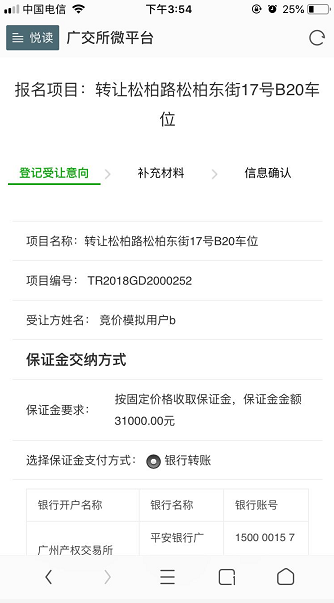 中国电信 下午3:54 25%
悦读 广交所微平台
报名项目：转让松柏路松柏东街17号B20车
位
登记受让意向 补充材料 信息确认
项目名称：转让松柏路松柏东街17号B20车位
项目编号： TR2018GD2000252
受让方姓名： 竞价模拟用户b
保证金交纳方式
保证金要求： 按固定价格收取保证金，保证金金额
31000.00元
选择保证金支付方式： 银行转账
银行开户名称 银行名称 银行账号
平安银行广 1500 0015 7
广州产权交易所